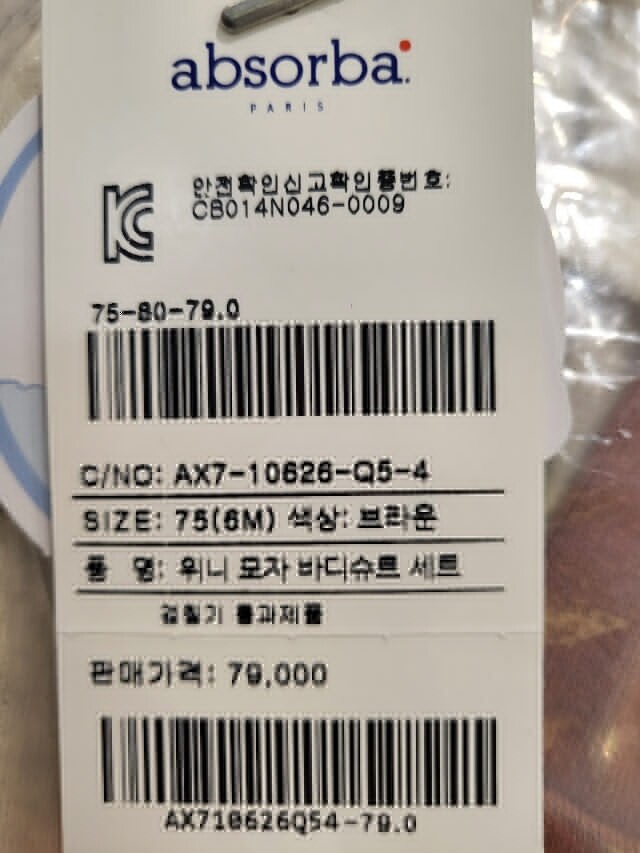 absorba.
PARIS
안전확인신고확인증번호:
CB014N046-0009
75-80-79.0
C/NO: AX7-10626-Q5-4
SIZE: 75(6M) 색상: 브라운
품 명: 위니 모자 바디슈트 세트
검침기 통과제품
판매가격: 79,000
AX710626Q54-79.0